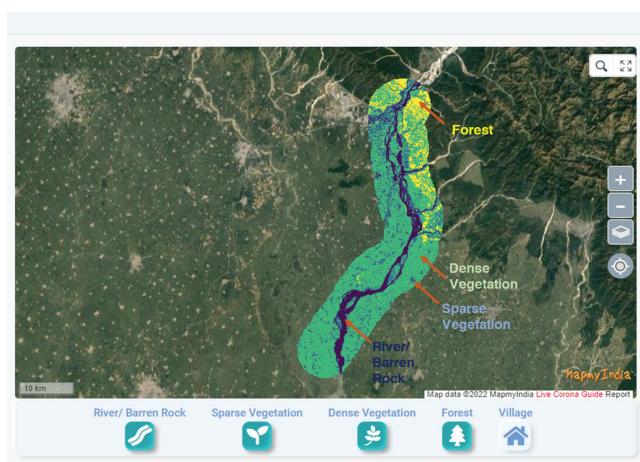 Forest
Dense
Vegetation
Sparse
Vegetation
River/
Barren
Rock
10 km
MapmyIndia
Map data ©2022 MapmyIndia Live Corona Guide Report
River/ Barren Rock Sparse Vegetation Dense Vegetation Forest Village